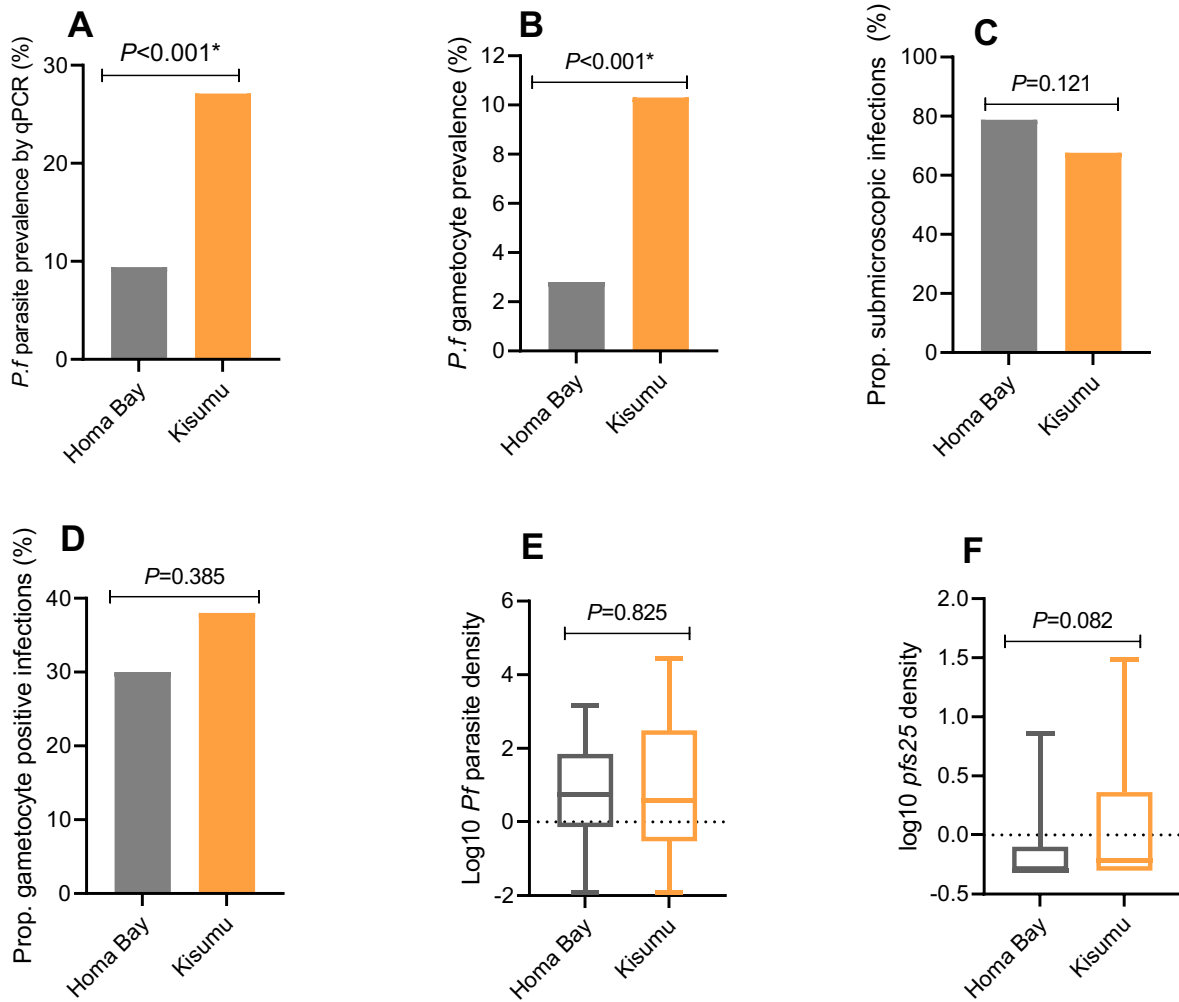 A
P.f parasite prevalence by qPCR (%)
P<0.001*
30
20
10
0
Homa Bay
Kisumu
B
P.f gametocyte prevalence (%)
P<0.001*
12
10
8
6
4
2
0
Homa Bay
Kisumu
C
Prop. submicroscopic infections (%)
P=0.121
100
80
60
40
20
0
Homa Bay
Kisumu
D
Prop. gametocyte positive infections (%)
P=0.385
40
30
20
10
0
Homa Bay
Kisumu
E
Log10 Pf parasite density
P=0.825
6
4
2
0
-2
Homa Bay
Kisumu
F
log10 pfs25 density
P=0.082
2.0
1.5
1.0
0.5
0.0
-0.5
Homa Bay
Kisumu